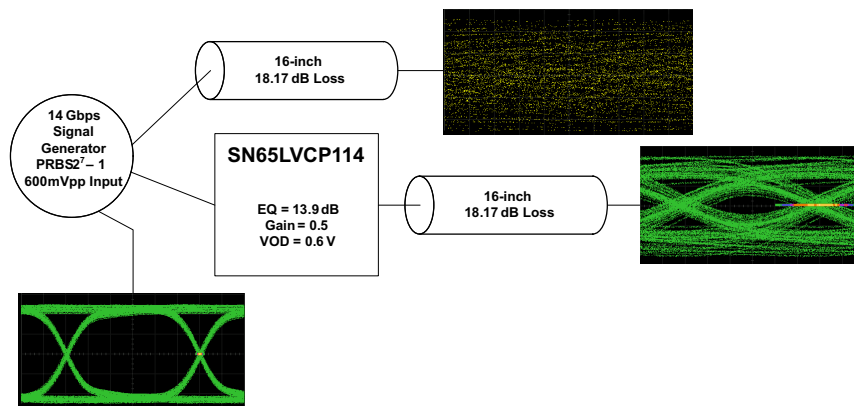 16-inch
18.17 dB Loss
14 Gbps
Signal
Generator
PRBS2⁷ – 1
600mVpp Input
SN65LVCP114
EQ = 13.9 dB
Gain = 0.5
VOD = 0.6 V
16-inch
18.17 dB Loss